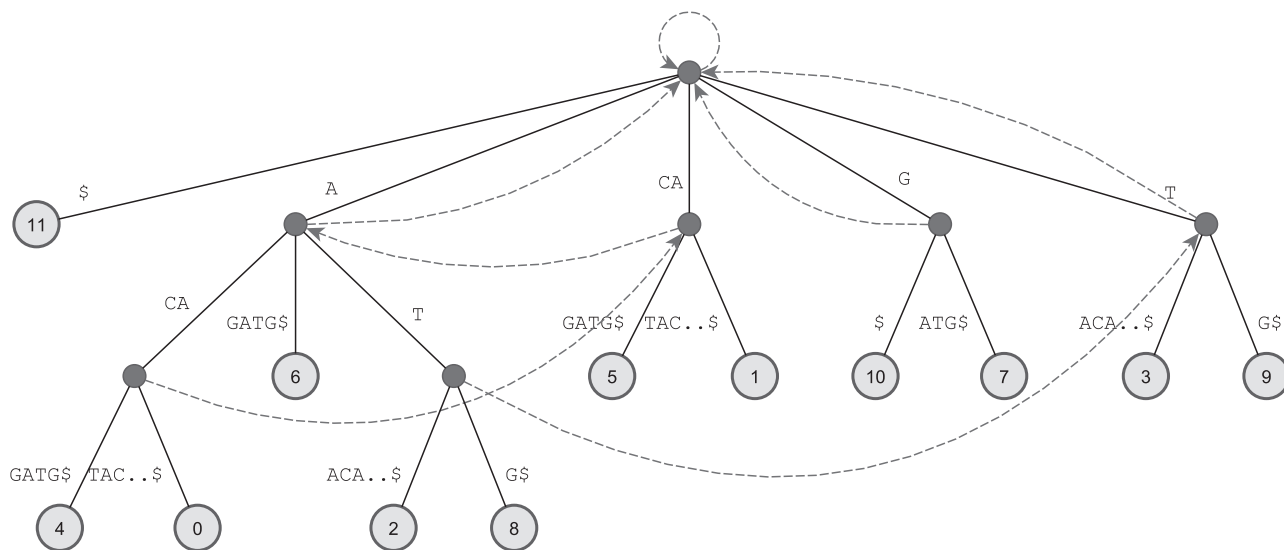 $ A CA G T
11
CA GATG$ T GATG$ TAC..$ $ ATG$ ACA..$ G$
6 5 1 10 7 3 9
GATG$ TAC..$ ACA..$ G$
4 0 2 8